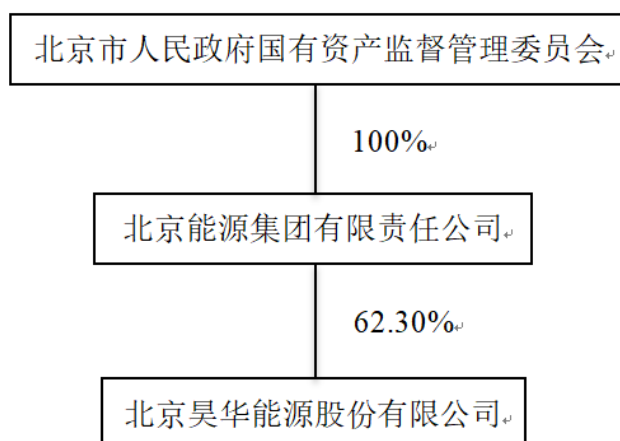 北京市人民政府国有资产监督管理委员会
100%
北京能源集团有限责任公司
62.30%
北京昊华能源股份有限公司